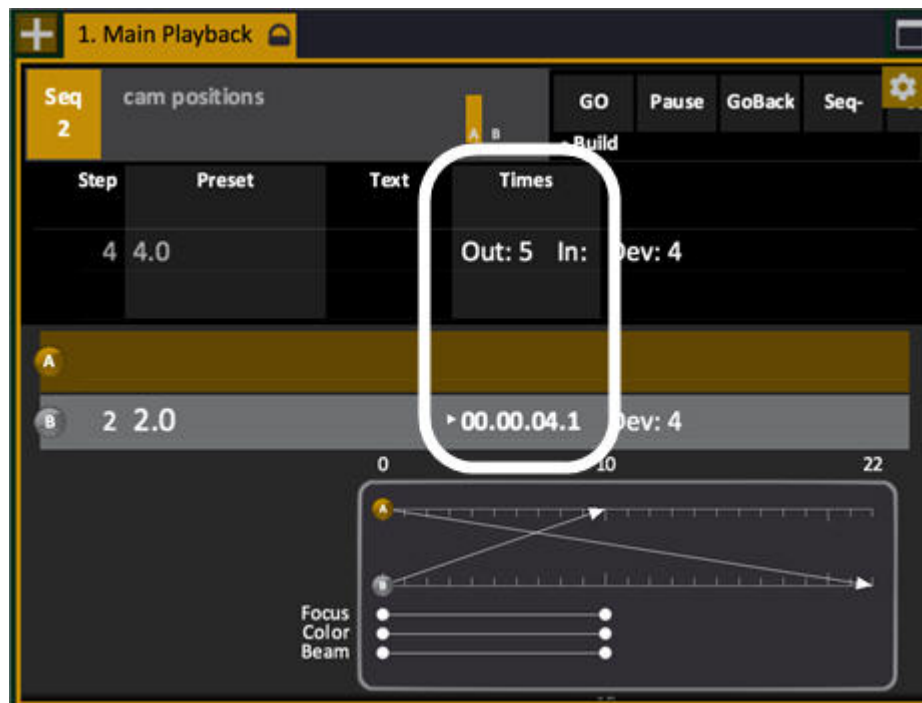 1. Main Playback
Seq 2 cam positions A B GO Pause GoBack Seq-
Build
Step Preset Text Times
4 4.0 Out: 5 In: Dev: 4
A
B 2 2.0 00.00.04.1 Dev: 4
0 10 22
A
B
Focus
Color
Beam